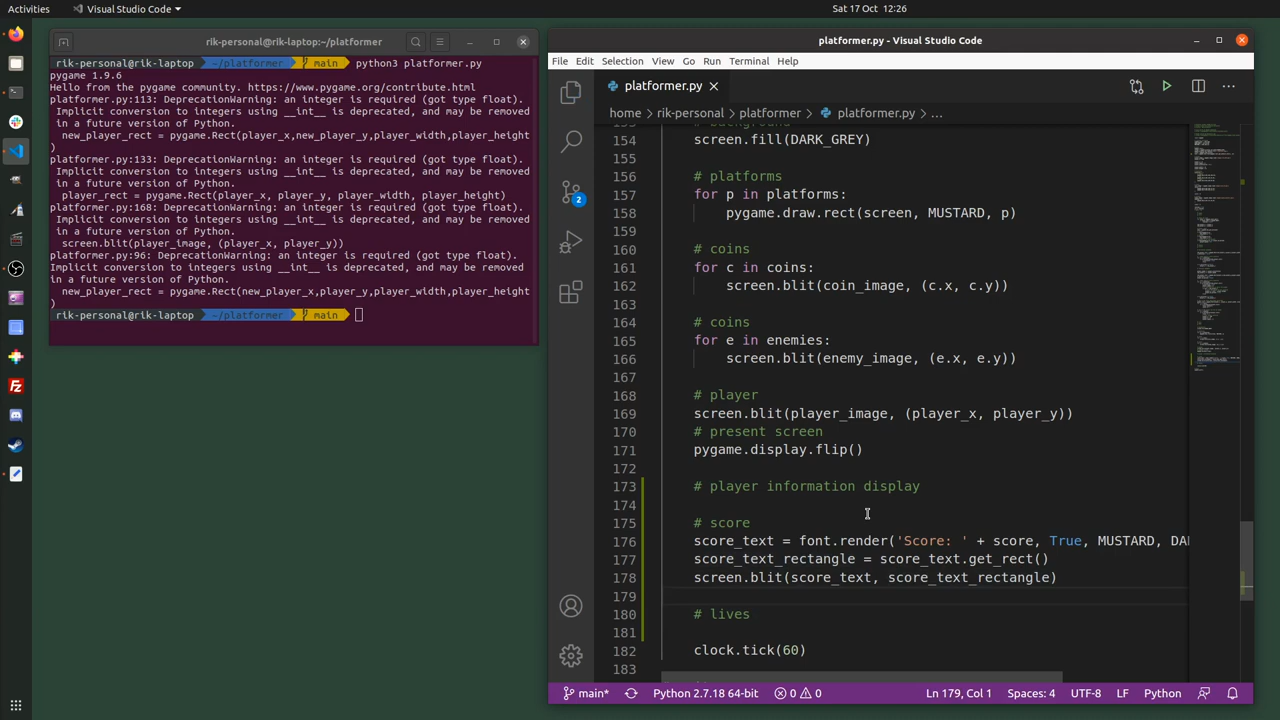 Activities
Visual Studio Code
Sat 17 Oct 12:26
rik-personal@rik-laptop:~/platformer
rik-personal@rik-laptop ~/platformer main python3 platformer.py
pygame 1.9.6
Hello from the pygame community. https://www.pygame.org/contribute.html
platformer.py:113: DeprecationWarning: an integer is required (got type float).
Implicit conversion to integers using __int__ is deprecated, and may be removed
in a future version of Python.
new_player_rect = pygame.Rect(player_x,new_player_y,player_width,player_height
)
platformer.py:133: DeprecationWarning: an integer is required (got type float).
Implicit conversion to integers using __int__ is deprecated, and may be removed
in a future version of Python.
player_rect = pygame.Rect(player_x, player_y, player_width, player_height)
platformer.py:168: DeprecationWarning: an integer is required (got type float).
Implicit conversion to integers using __int__ is deprecated, and may be removed
in a future version of Python.
screen.blit(player_image, (player_x, player_y))
platformer.py:96: DeprecationWarning: an integer is required (got type float).
Implicit conversion to integers using __int__ is deprecated, and may be removed
in a future version of Python.
new_player_rect = pygame.Rect(new_player_x,player_y,player_width,player_height
)
rik-personal@rik-laptop ~/platformer main
platformer.py - Visual Studio Code
File Edit Selection View Go Run Terminal Help
platformer.py
home rik-personal platformer platformer.py ...
2
153 # background
154 screen.fill(DARK_GREY)
155
156 # platforms
157 for p in platforms:
158 pygame.draw.rect(screen, MUSTARD, p)
159
160 # coins
161 for c in coins:
162 screen.blit(coin_image, (c.x, c.y))
163
164 # coins
165 for e in enemies:
166 screen.blit(enemy_image, (e.x, e.y))
167
168 # player
169 screen.blit(player_image, (player_x, player_y))
170 # present screen
171 pygame.display.flip()
172
173 # player information display
174
175 # score
176 score_text = font.render('Score: ' + score, True, MUSTARD, DA
177 score_text_rectangle = score_text.get_rect()
178 screen.blit(score_text, score_text_rectangle)
179
180 # lives
181
182 clock.tick(60)
183
main* Python 2.7.18 64-bit 0 0 Ln 179, Col 1 Spaces: 4 UTF-8 LF Python